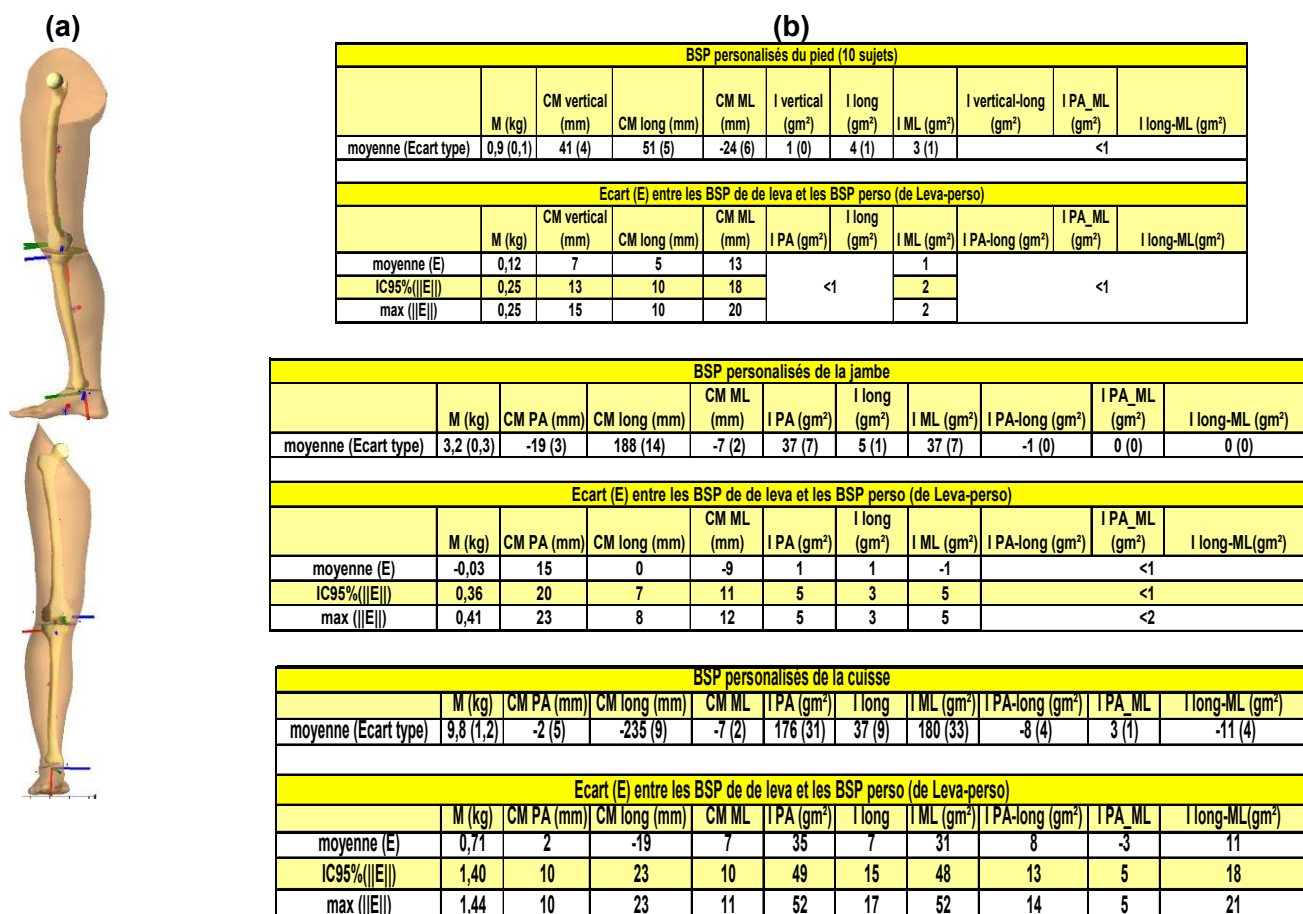 (a)
(b)
BSP personalisés du pied (10 sujets)
M (kg) CM vertical (mm) CM long (mm) CM ML (mm) I vertical (gm²) I long (gm²) I ML (gm²) I vertical-long (gm²) I PA_ML (gm²) I long-ML (gm²)
moyenne (Ecart type) 0,9 (0,1) 41 (4) 51 (5) -24 (6) 1 (0) 4 (1) 3 (1) <1
Ecart (E) entre les BSP de de leva et les BSP perso (de Leva-perso)
M (kg) CM vertical (mm) CM long (mm) CM ML (mm) I PA (gm²) I long (gm²) I ML (gm²) I PA-long (gm²) I PA_ML (gm²) I long-ML(gm²)
moyenne (E) 0,12 7 5 13 1
IC95%(||E||) 0,25 13 10 18 <1 2 <1
max (||E||) 0,25 15 10 20 2
BSP personalisés de la jambe
M (kg) CM PA (mm) CM long (mm) CM ML (mm) I PA (gm²) I long (gm²) I ML (gm²) I PA-long (gm²) I PA_ML (gm²) I long-ML (gm²)
moyenne (Ecart type) 3,2 (0,3) -19 (3) 188 (14) -7 (2) 37 (7) 5 (1) 37 (7) -1 (0) 0 (0) 0 (0)
Ecart (E) entre les BSP de de leva et les BSP perso (de Leva-perso)
M (kg) CM PA (mm) CM long (mm) CM ML (mm) I PA (gm²) I long (gm²) I ML (gm²) I PA-long (gm²) I PA_ML (gm²) I long-ML(gm²)
moyenne (E) -0,03 15 0 -9 1 1 -1 <1
IC95%(||E||) 0,36 20 7 11 5 3 5 <1
max (||E||) 0,41 23 8 12 5 3 5 <2
BSP personalisés de la cuisse
M (kg) CM PA (mm) CM long (mm) CM ML I PA (gm²) I long I ML (gm²) I PA-long (gm²) I PA_ML I long-ML (gm²)
moyenne (Ecart type) 9,8 (1,2) -2 (5) -235 (9) -7 (2) 176 (31) 37 (9) 180 (33) -8 (4) 3 (1) -11 (4)
Ecart (E) entre les BSP de de leva et les BSP perso (de Leva-perso)
M (kg) CM PA (mm) CM long (mm) CM ML I PA (gm²) I long I ML (gm²) I PA-long (gm²) I PA_ML I long-ML(gm²)
moyenne (E) 0,71 2 -19 7 35 7 31 8 -3 11
IC95%(||E||) 1,40 10 23 10 49 15 48 13 5 18
max (||E||) 1,44 10 23 11 52 17 52 14 5 21